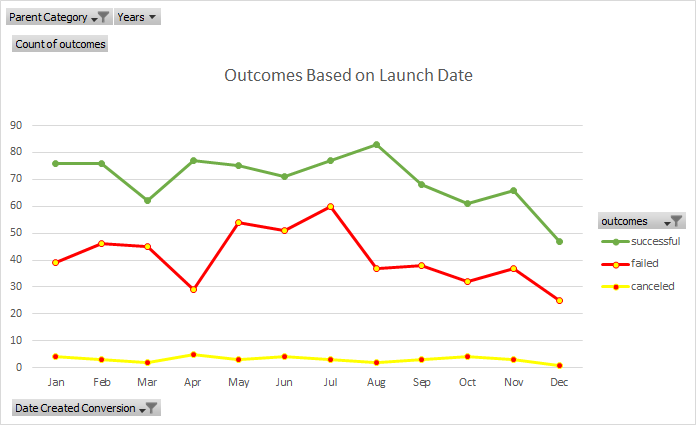 Parent Category Years
Count of outcomes
Outcomes Based on Launch Date
90
80
70
60
50
40
30
20
10
0
Jan Feb Mar Apr May Jun Jul Aug Sep Oct Nov Dec
outcomes
successful
failed
canceled
Date Created Conversion